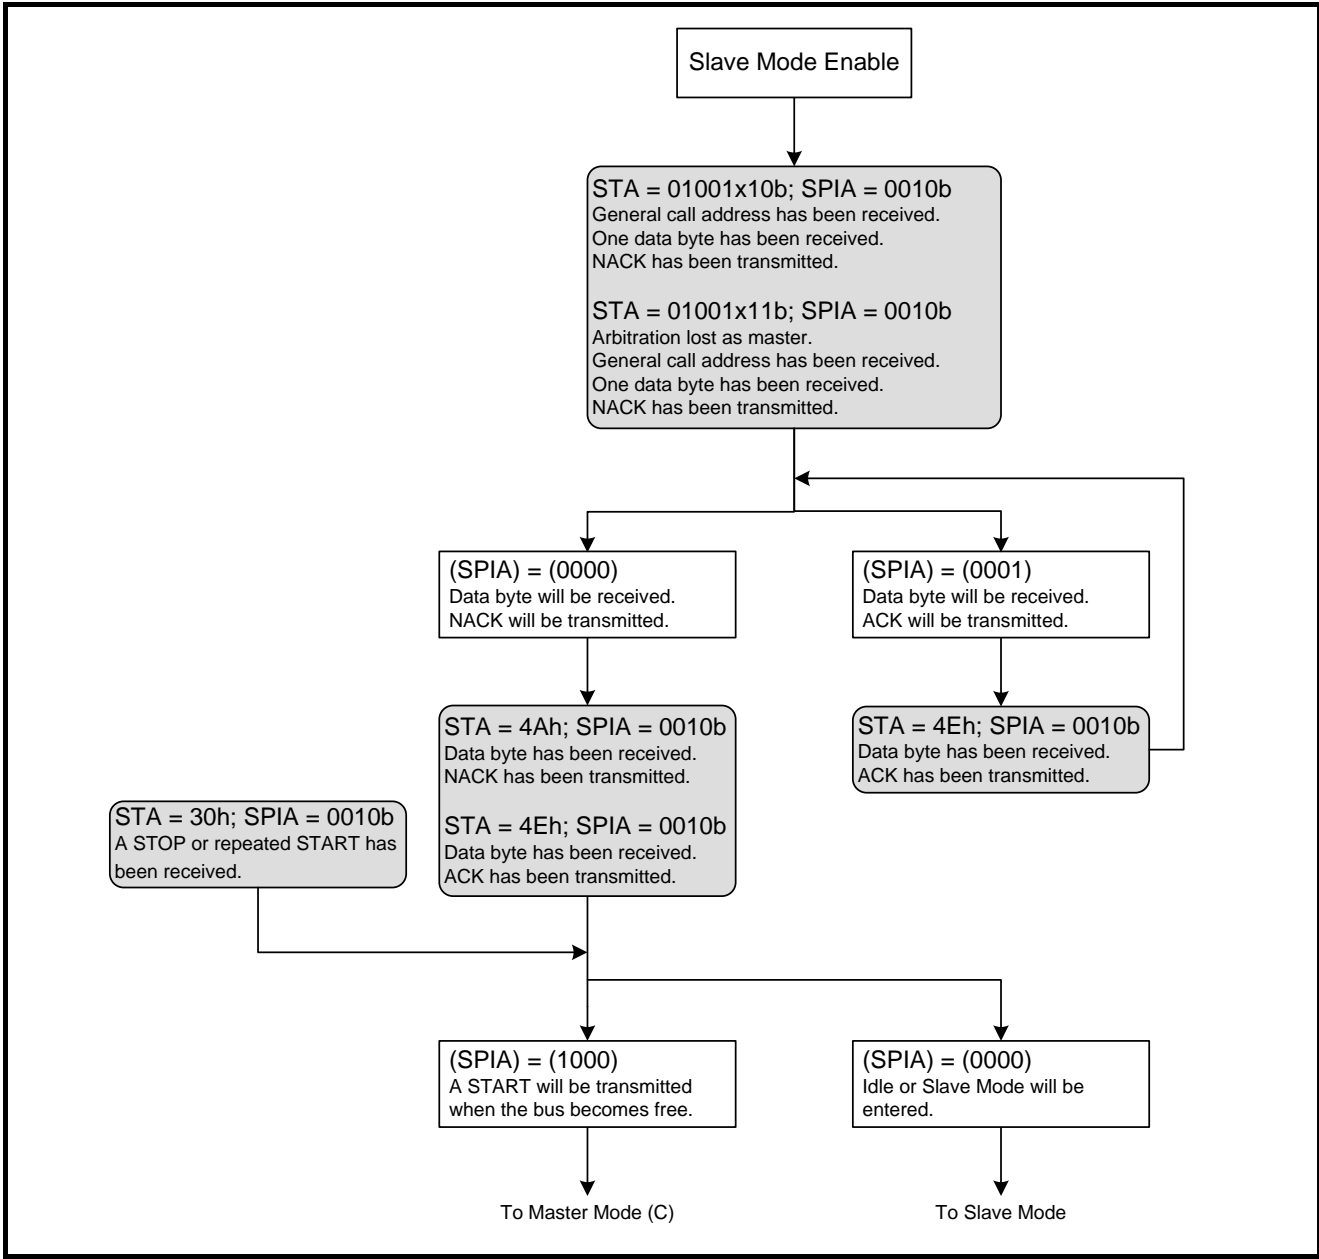 Slave Mode Enable
STA = 01001x10b; SPIA = 0010b
General call address has been received.
One data byte has been received.
NACK has been transmitted.
STA = 01001x11b; SPIA = 0010b
Arbitration lost as master.
General call address has been received.
One data byte has been received.
NACK has been transmitted.
(SPIA) = (0000)
Data byte will be received.
NACK will be transmitted.
(SPIA) = (0001)
Data byte will be received.
ACK will be transmitted.
STA = 4Ah; SPIA = 0010b
Data byte has been received.
NACK has been transmitted.
STA = 4Eh; SPIA = 0010b
Data byte has been received.
ACK has been transmitted.
STA = 4Eh; SPIA = 0010b
Data byte has been received.
ACK has been transmitted.
STA = 30h; SPIA = 0010b
A STOP or repeated START has
been received.
(SPIA) = (1000)
A START will be transmitted
when the bus becomes free.
(SPIA) = (0000)
Idle or Slave Mode will be
entered.
To Master Mode (C)
To Slave Mode